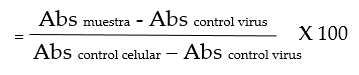 Abs muestra - Abs control virus
= X 100
Abs control celular – Abs control virus